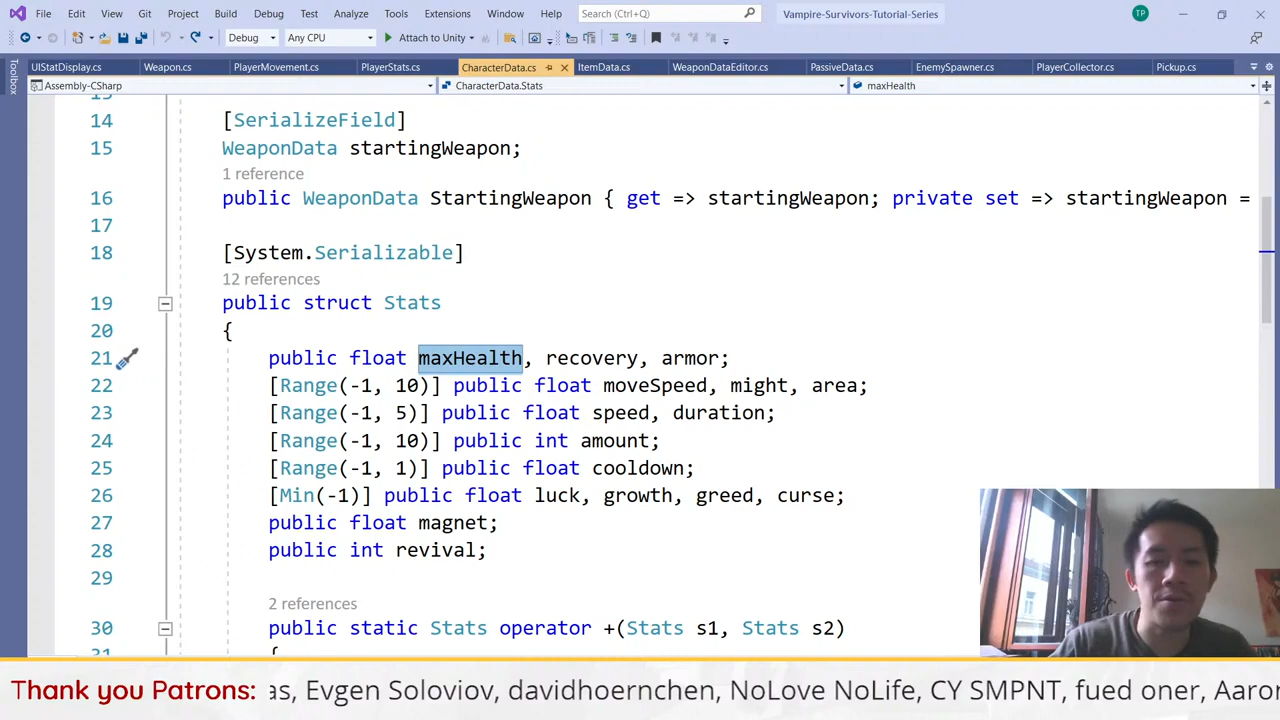 File Edit View Git Project Build Debug Test Analyze Tools Extensions Window Help Search (Ctrl+Q) Vampire-Survivors-Tutorial-Series TP
Debug Any CPU Attach to Unity
Toolbox
UIStatDisplay.cs Weapon.cs PlayerMovement.cs PlayerStats.cs CharacterData.cs ItemData.cs WeaponDataEditor.cs PassiveData.cs EnemySpawner.cs PlayerCollector.cs Pickup.cs
Assembly-CSharp CharacterData.Stats maxHealth
14 [SerializeField]
15 WeaponData startingWeapon;
1 reference
16 public WeaponData StartingWeapon { get => startingWeapon; private set => startingWeapon =
17
18 [System.Serializable]
12 references
19 public struct Stats
20 {
21 public float maxHealth, recovery, armor;
22 [Range(-1, 10)] public float moveSpeed, might, area;
23 [Range(-1, 5)] public float speed, duration;
24 [Range(-1, 10)] public int amount;
25 [Range(-1, 1)] public float cooldown;
26 [Min(-1)] public float luck, growth, greed, curse;
27 public float magnet;
28 public int revival;
29
2 references
30 public static Stats operator +(Stats s1, Stats s2)
{
Thank you Patrons: as, Evgen Soloviov, davidhoernchen, NoLove NoLife, CY SMPNT, fued oner, Aaron